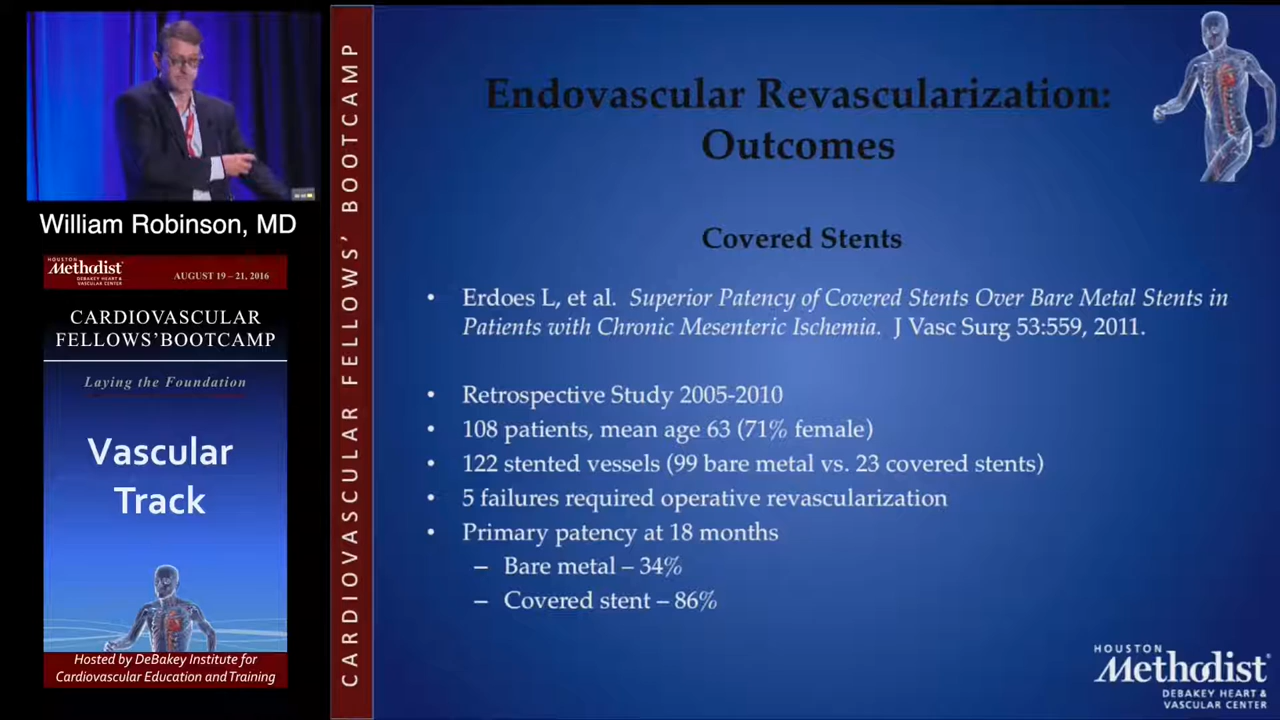 William Robinson, MD
HOUSTON
Methodist
DEBAKEY HEART &
VASCULAR CENTER
AUGUST 19 – 21, 2016
CARDIOVASCULAR
FELLOWS'BOOTCAMP
Laying the Foundation
Vascular
Track
Hosted by DeBakey Institute for
Cardiovascular Education and Training
CARDIOVASCULAR FELLOWS' BOOTCAMP
Endovascular Revascularization:
Outcomes
Covered Stents
• Erdoes L, et al. Superior Patency of Covered Stents Over Bare Metal Stents in
Patients with Chronic Mesenteric Ischemia. J Vasc Surg 53:559, 2011.
• Retrospective Study 2005-2010
• 108 patients, mean age 63 (71% female)
• 122 stented vessels (99 bare metal vs. 23 covered stents)
• 5 failures required operative revascularization
• Primary patency at 18 months
– Bare metal – 34%
– Covered stent – 86%
HOUSTON
Methodist
DEBAKEY HEART &
VASCULAR CENTER